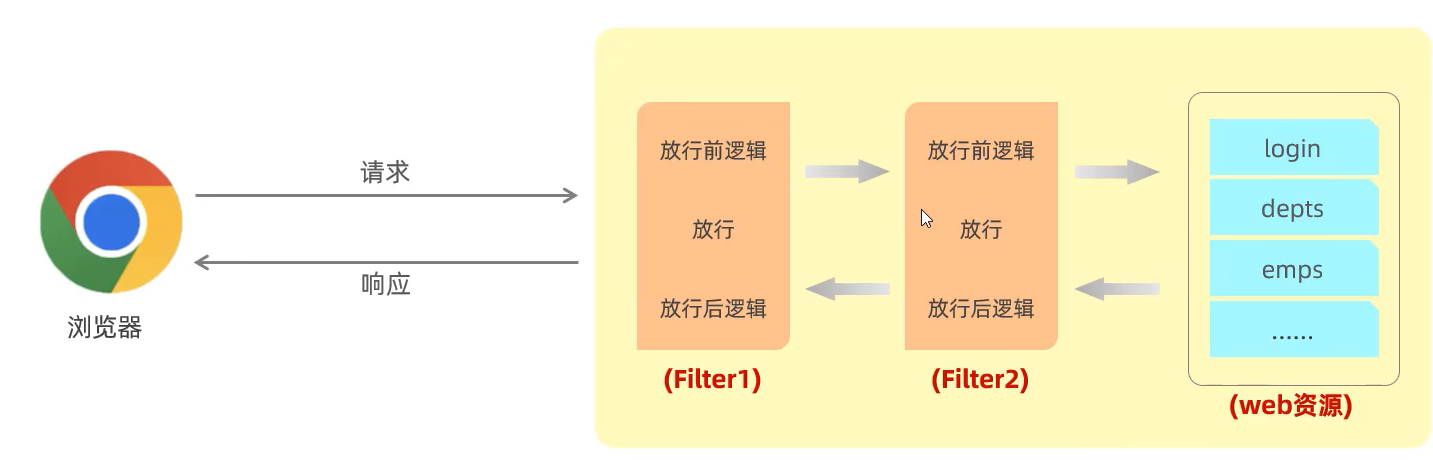 请求
响应
浏览器
放行前逻辑
放行
放行后逻辑
(Filter1)
放行前逻辑
放行
放行后逻辑
(Filter2)
login
depts
emps
......
(web资源)